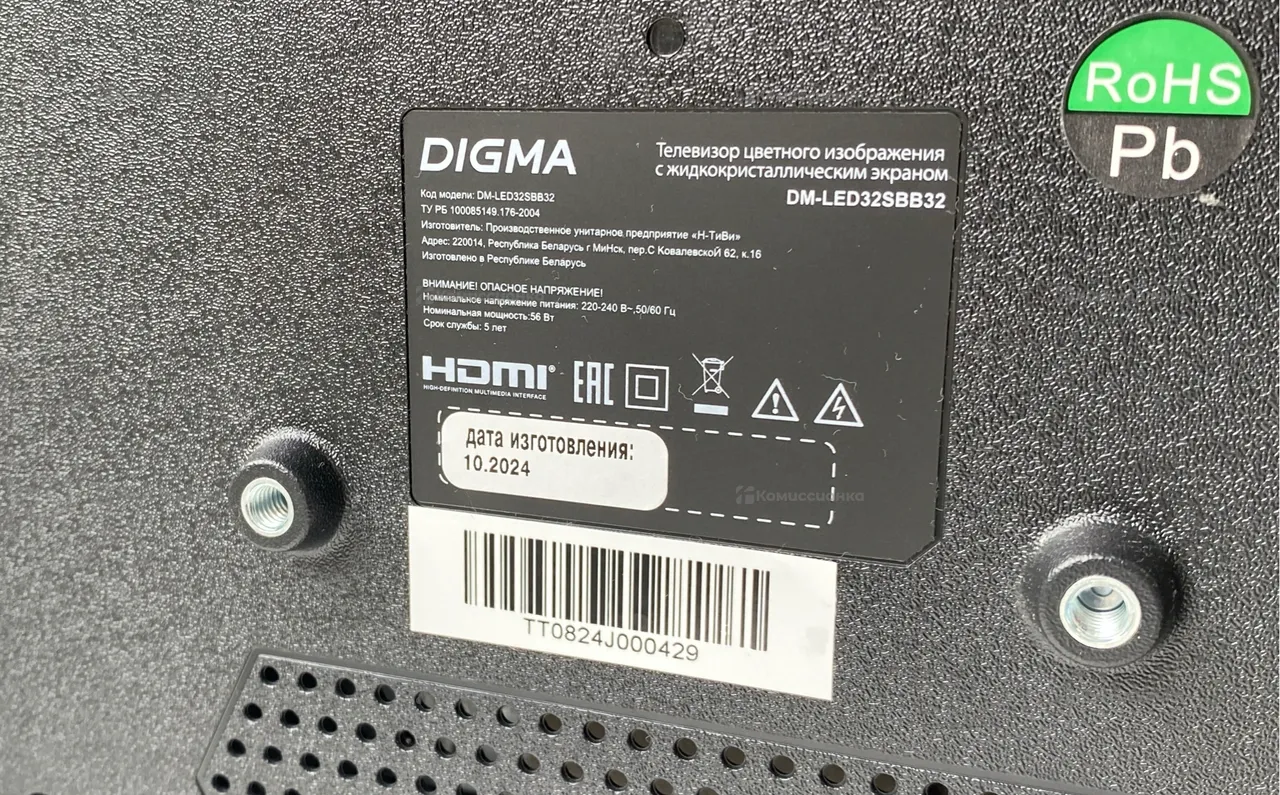 RoHS
Pb
DIGMA
Телевизор цветного изображения
с жидкокристаллическим экраном
DM-LED32SBB32
Код модели: DM-LED32SBB32
ТУ РБ 100085149.176-2004
Изготовитель: Производственное унитарное предприятие «Н-ТиВи»
Адрес: 220014, Республика Беларусь г МиНск, пер.С КовалевскоЙ 62, к.16
Изготовлено в Республике Беларусь
ВНИМАНИЕ! ОПАСНОЕ НАПРЯЖЕНИЕ!
Номинальное напряжение питания: 220-240 В~,50/60 Гц
Номинальная мощность:56 Вт
Срок службы: 5 лет
HDMI®
HIGH-DEFINITION MULTIMEDIA INTERFACE
EAC
дата изготовления:
10.2024
Комиссионка
TT0824J000429